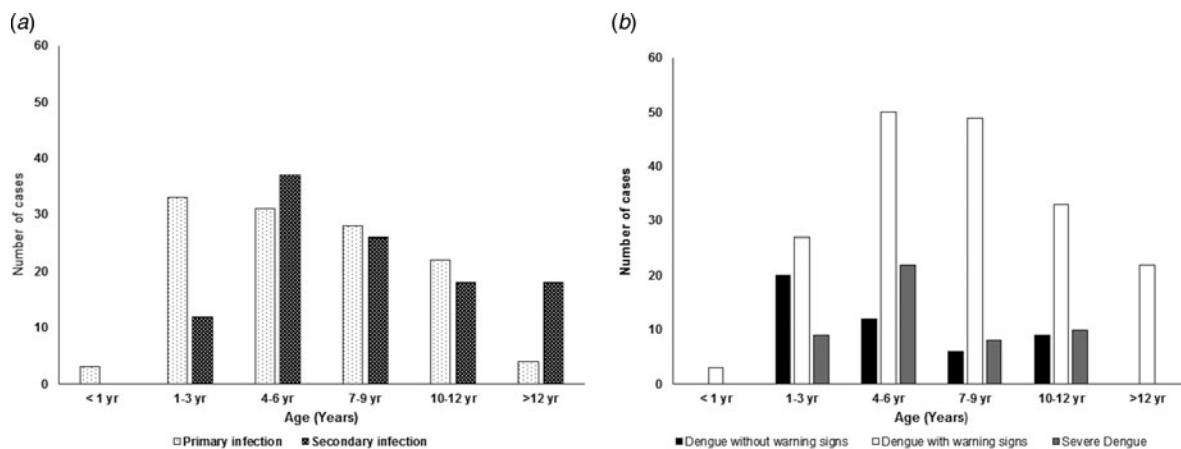 (a)
60
50
40
30
20
10
0
Number of cases
< 1 yr 1-3 yr 4-6 yr 7-9 yr 10-12 yr >12 yr
Age (Years)
Primary infection Secondary infection
(b)
60
50
40
30
20
10
0
Number of cases
< 1 yr 1-3 yr 4-6 yr 7-9 yr 10-12 yr >12 yr
Age (Years)
Dengue without warning signs Dengue with warning signs Severe Dengue